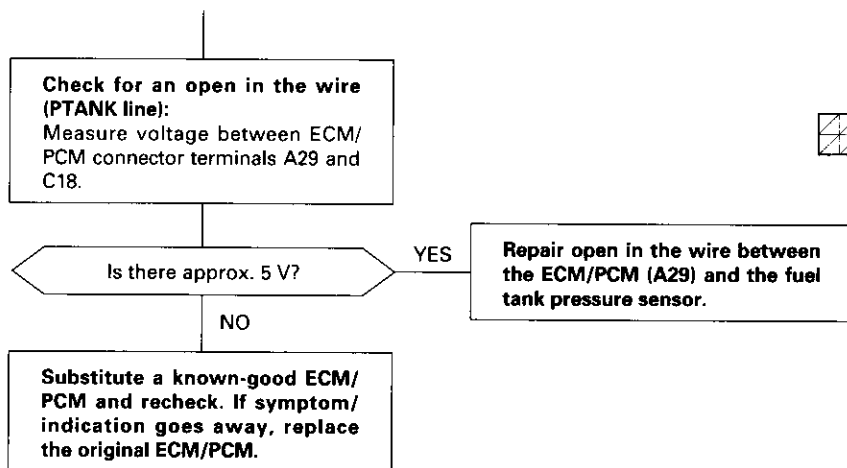 Check for an open in the wire
(PTANK line):
Measure voltage between ECM/
PCM connector terminals A29 and
C18.
Is there approx. 5 V?
YES
Repair open in the wire between
the ECM/PCM (A29) and the fuel
tank pressure sensor.
NO
Substitute a known-good ECM/
PCM and recheck. If symptom/
indication goes away, replace
the original ECM/PCM.